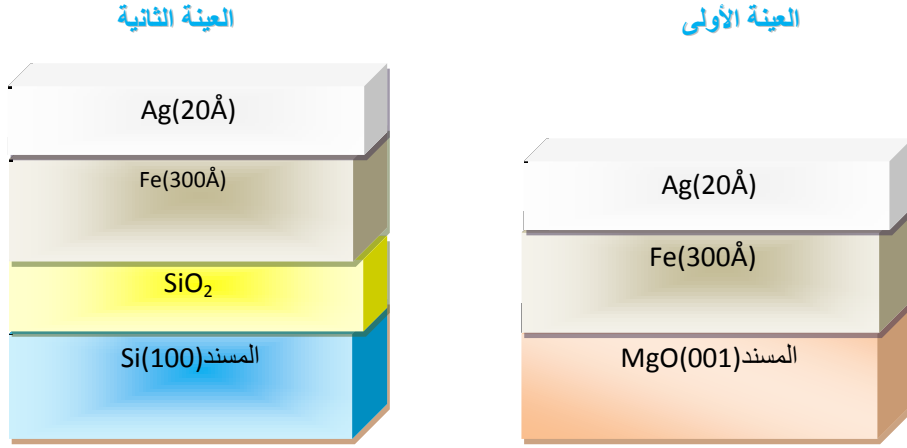 العينة الأولى
Ag(20Å)
Fe(300Å)
MgO(001)المسند
العينة الثانية
Ag(20Å)
Fe(300Å)
SiO₂
Si(100)المسند